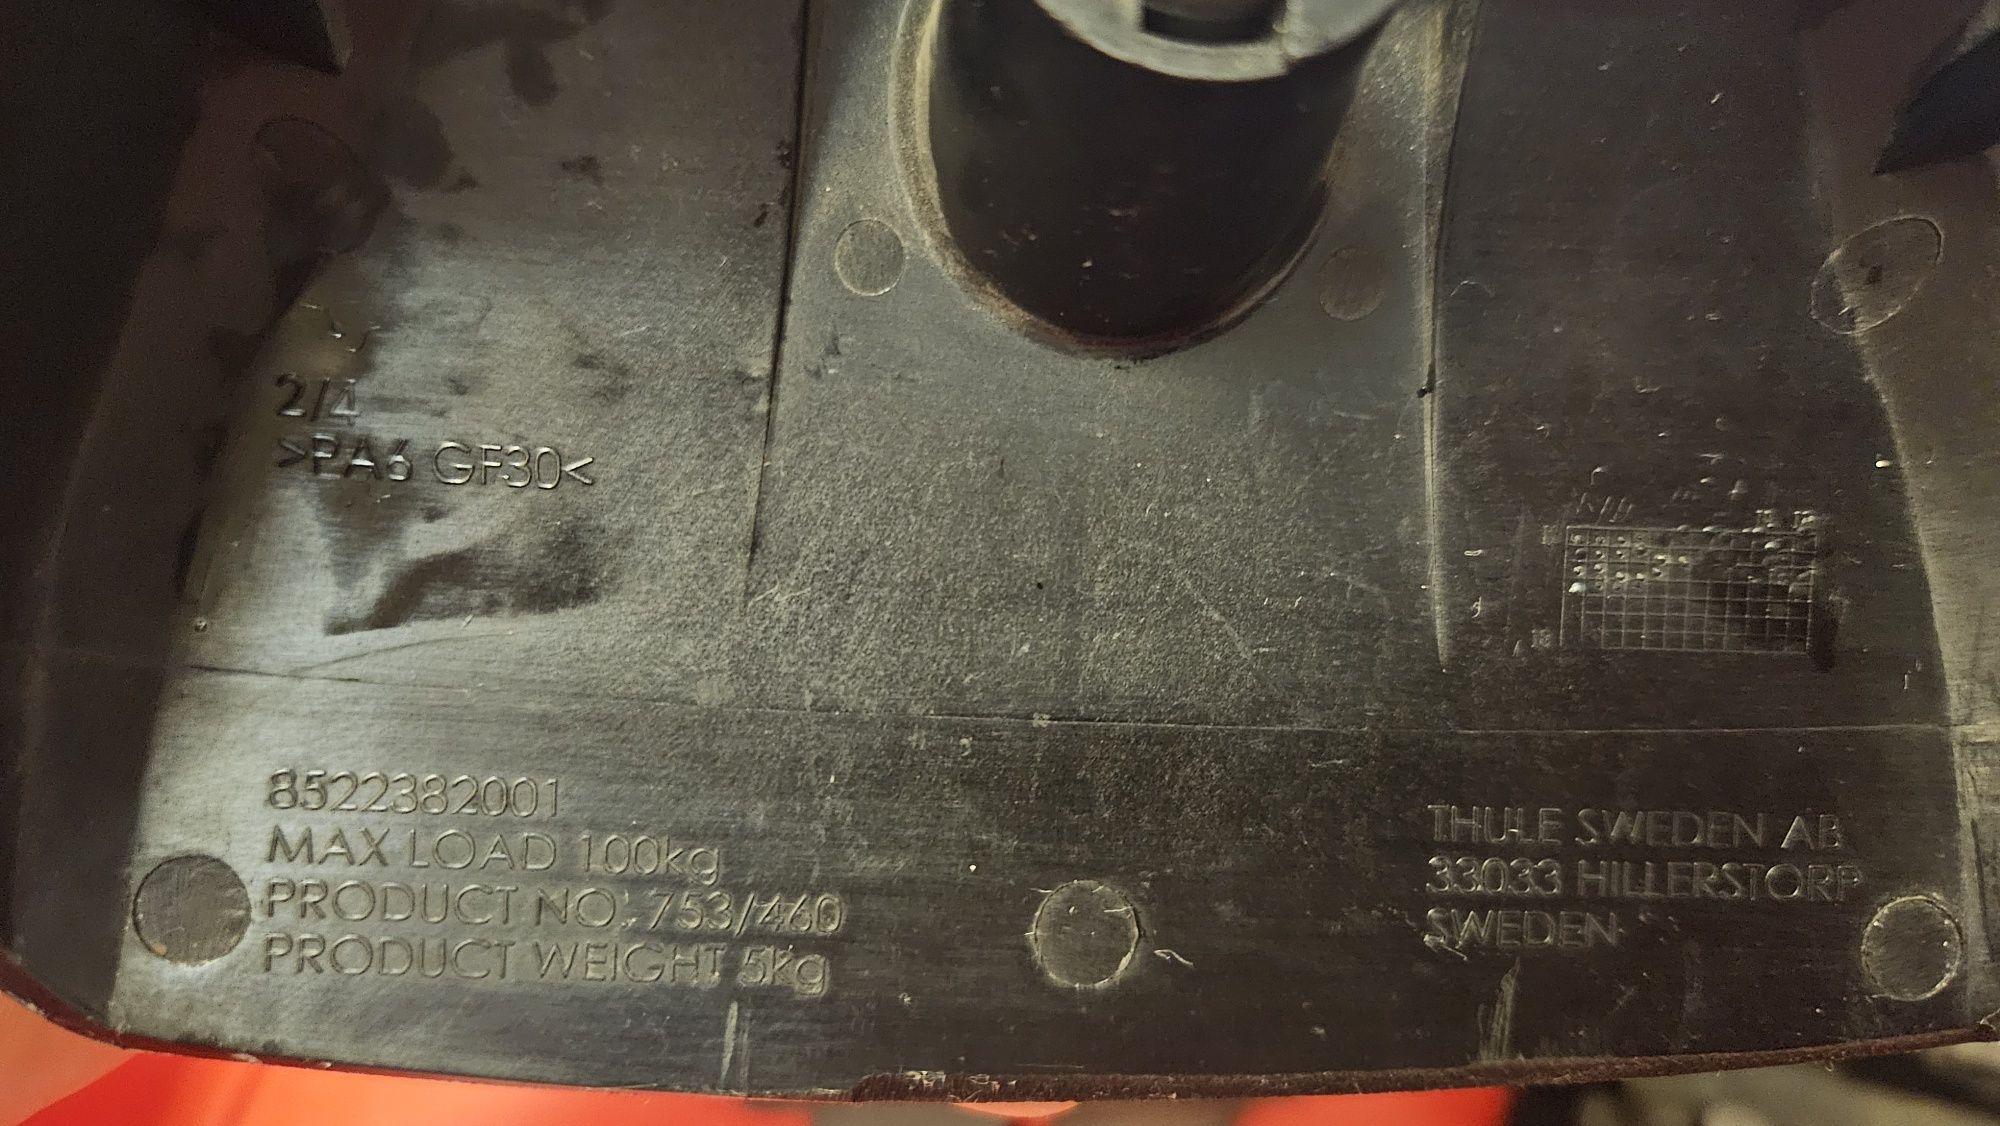 2/4
>PA6 GF30<
8522382001
MAX LOAD 100kg
PRODUCT NO. 753/460
PRODUCT WEIGHT 5kg
THULE SWEDEN AB
33033 HILLERSTORP
SWEDEN